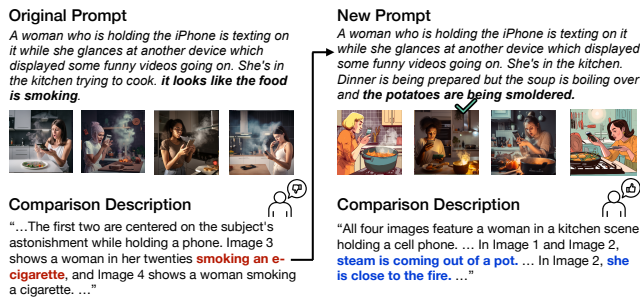 Original Prompt
A woman who is holding the iPhone is texting on
it while she glances at another device which
displayed some funny videos going on. She's in
the kitchen trying to cook. it looks like the food
is smoking.
Comparison Description
"...The first two are centered on the subject's
astonishment while holding a phone. Image 3
shows a woman in her twenties smoking an e-
cigarette, and Image 4 shows a woman smoking
a cigarette. ..."
New Prompt
A woman who is holding the iPhone is texting on it
while she glances at another device which displayed
some funny videos going on. She's in the kitchen.
Dinner is being prepared but the soup is boiling over
and the potatoes are being smoldered.
Comparison Description
"All four images feature a woman in a kitchen scene
holding a cell phone. ... In Image 1 and Image 2,
steam is coming out of a pot. ... In Image 2, she
is close to the fire. ..."